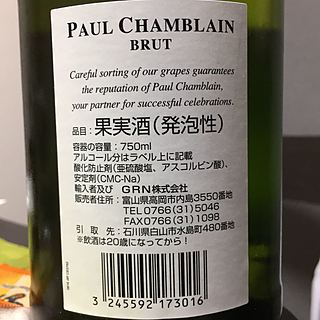 PAUL CHAMBLAIN
BRUT
Careful sorting of our grapes guarantees
the reputation of Paul Chamblain,
your partner for successful celebrations.
品目：果実酒（発泡性）
容器の容量：750ml
アルコール分はラベル上に記載
酸化防止剤（亜硫酸塩、アスコルビン酸）、
安定剤（CMC-Na）
輸入者及び GRN株式会社
販売者住所：富山県高岡市内島3550番地
TEL 0766(31)5046
FAX 0766(31)1098
引取先：石川県白山市水島町480番地
※飲酒は20歳になってから！
3 245592 173016